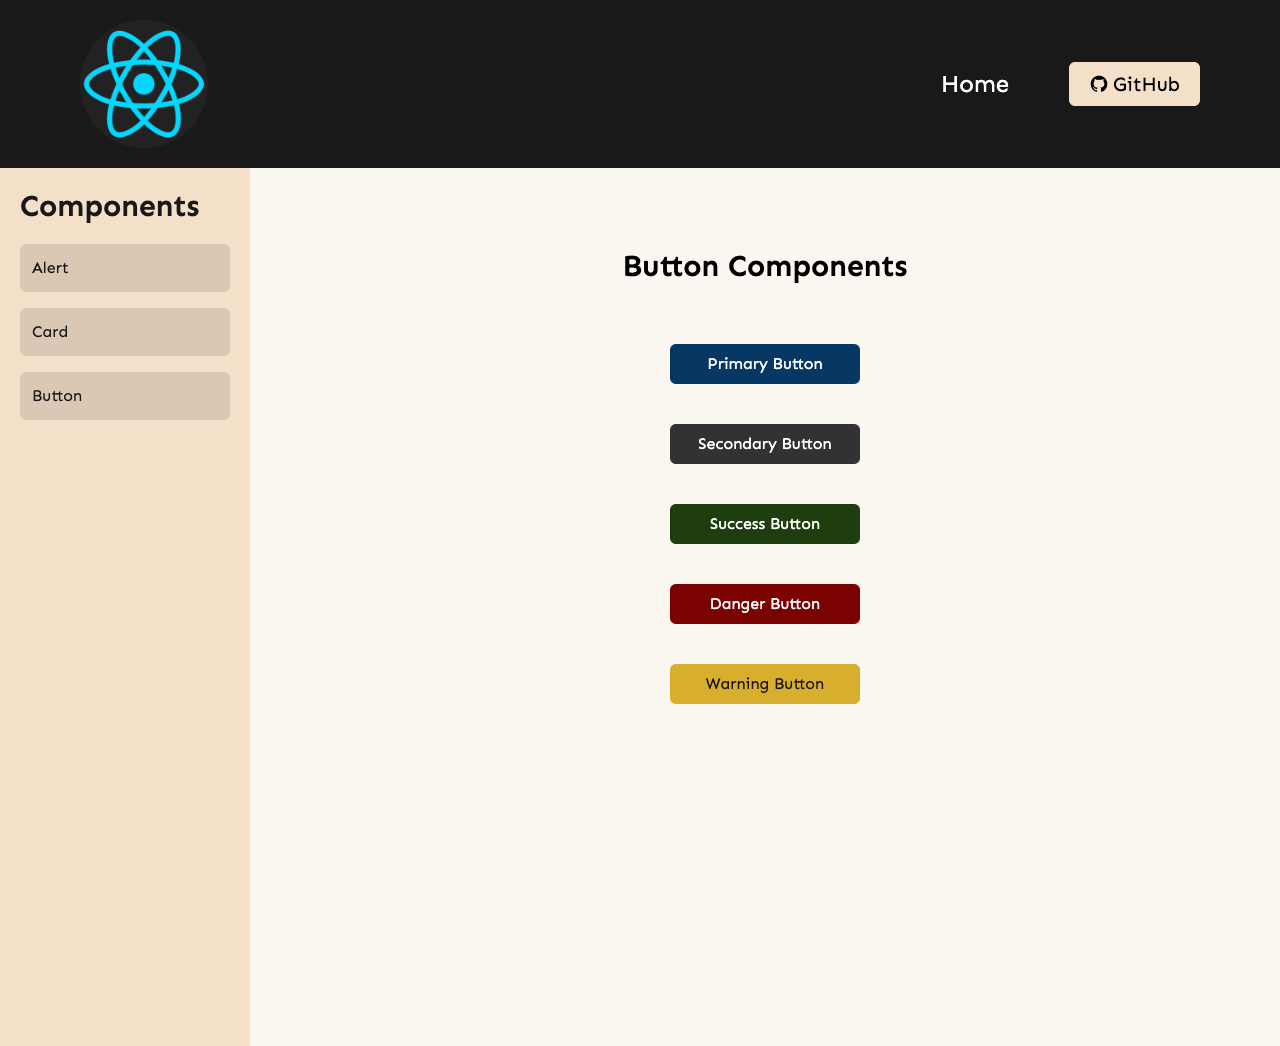 Home
GitHub
Components
Alert
Card
Button
Button Components
Primary Button
Secondary Button
Success Button
Danger Button
Warning Button